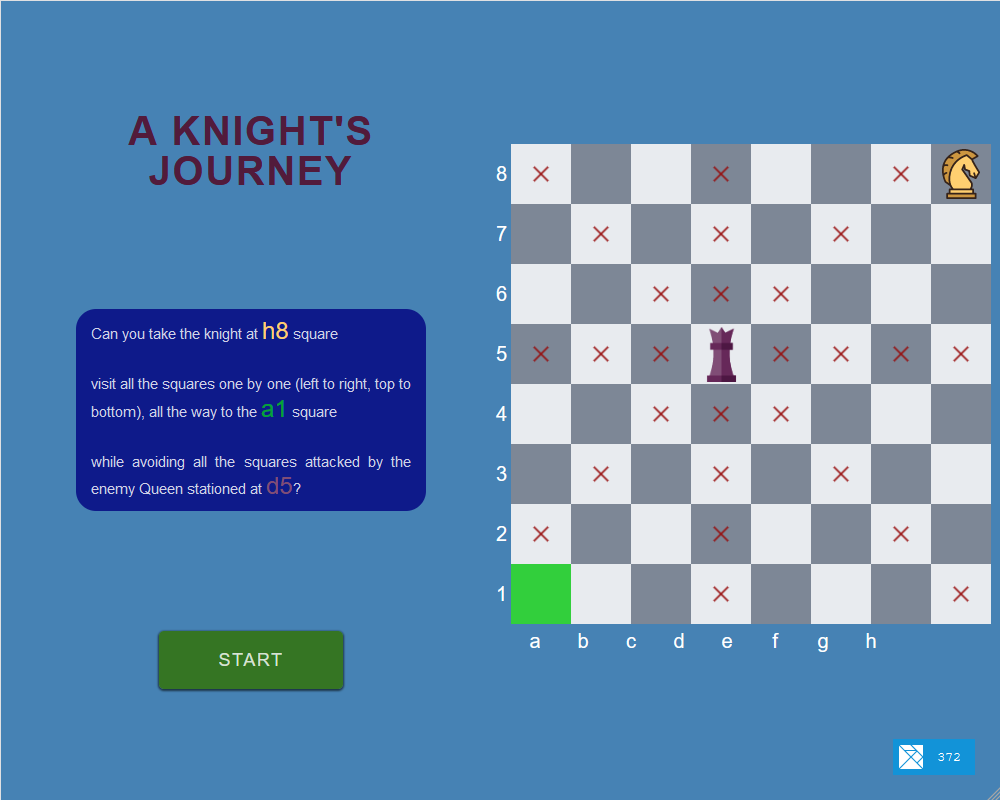 A KNIGHT'S
JOURNEY
Can you take the knight at h8 square
visit all the squares one by one (left to right, top to
bottom), all the way to the a1 square
while avoiding all the squares attacked by the
enemy Queen stationed at d5?
START
8
7
6
5
4
3
2
1
a b c d e f g h
372